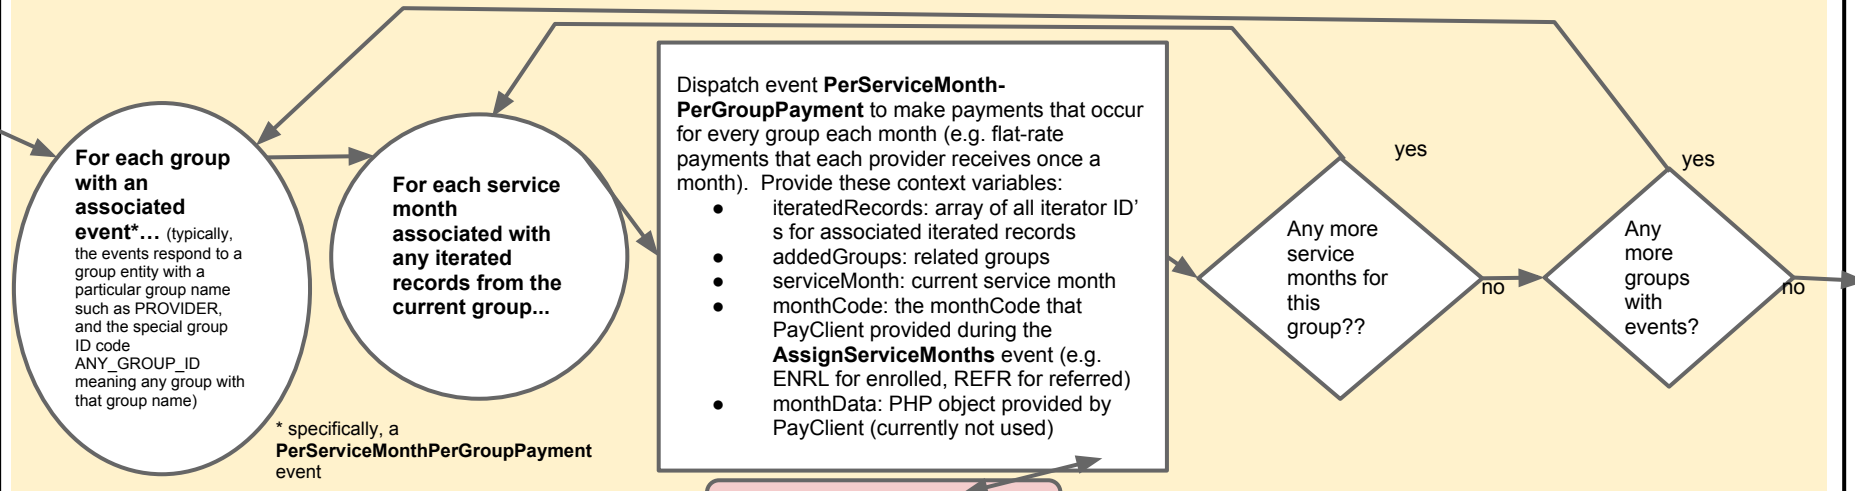 For each group
with an
associated
event*… (typically,
the events respond to a
group entity with a
particular group name
such as PROVIDER,
and the special group
ID code
ANY_GROUP_ID
meaning any group with
that group name)
* specifically, a
PerServiceMonthPerGroupPayment
event
For each service
month
associated with
any iterated
records from the
current group...
Dispatch event PerServiceMonth-
PerGroupPayment to make payments that occur
for every group each month (e.g. flat-rate
payments that each provider receives once a
month).  Provide these context variables:
● iteratedRecords: array of all iterator ID'
s for associated iterated records
● addedGroups: related groups
● serviceMonth: current service month
● monthCode: the monthCode that
PayClient provided during the
AssignServiceMonths event (e.g.
ENRL for enrolled, REFR for referred)
● monthData: PHP object provided by
PayClient (currently not used)
Any more
service
months for
this
group??
yes
no
Any
more
groups
with
events?
yes
no